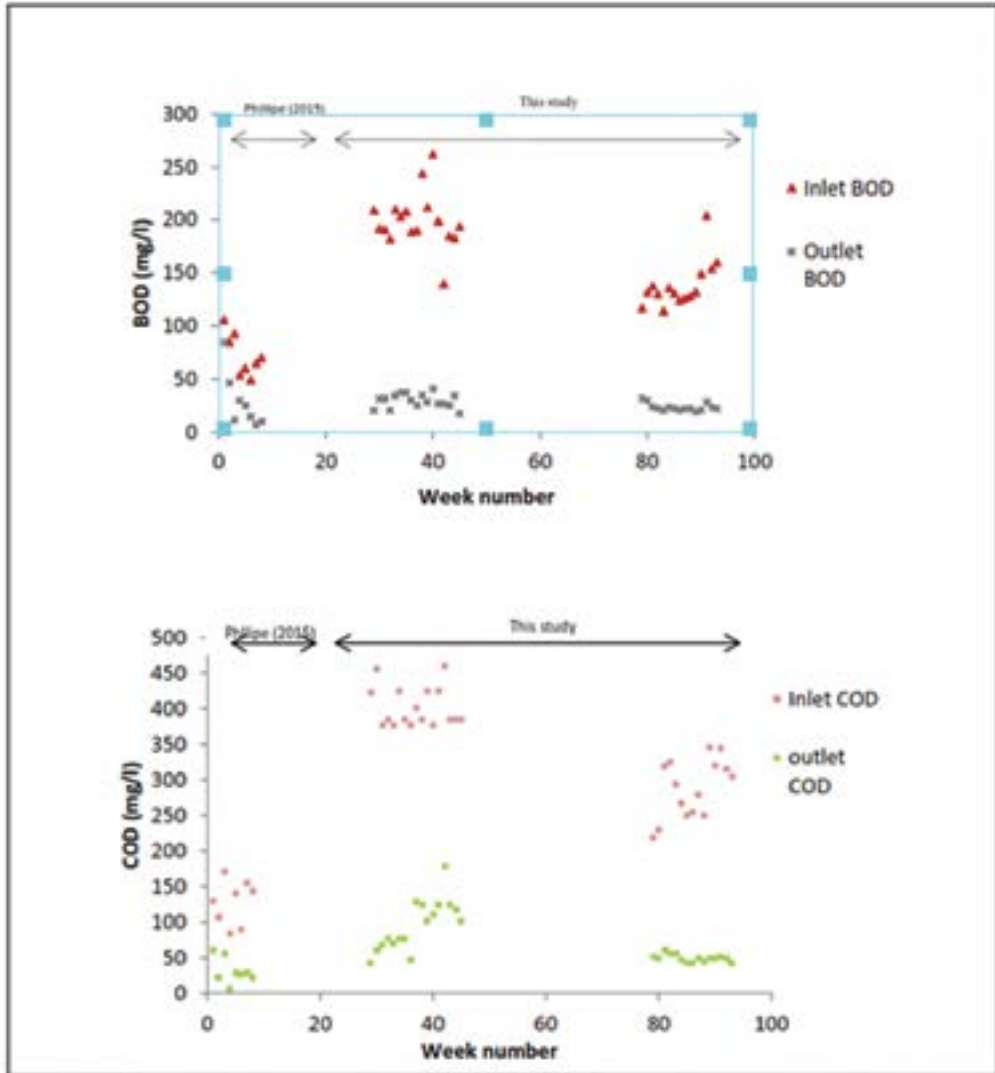 Phillipe (2015)
This study
300
250
200
150
100
50
0
BOD (mg/l)
0 20 40 60 80 100
Week number
Inlet BOD
Outlet
BOD
Philipe (2015)
This study
500
450
400
350
300
250
200
150
100
50
0
COD (mg/l)
0 20 40 60 80 100
Week number
Inlet COD
outlet
COD